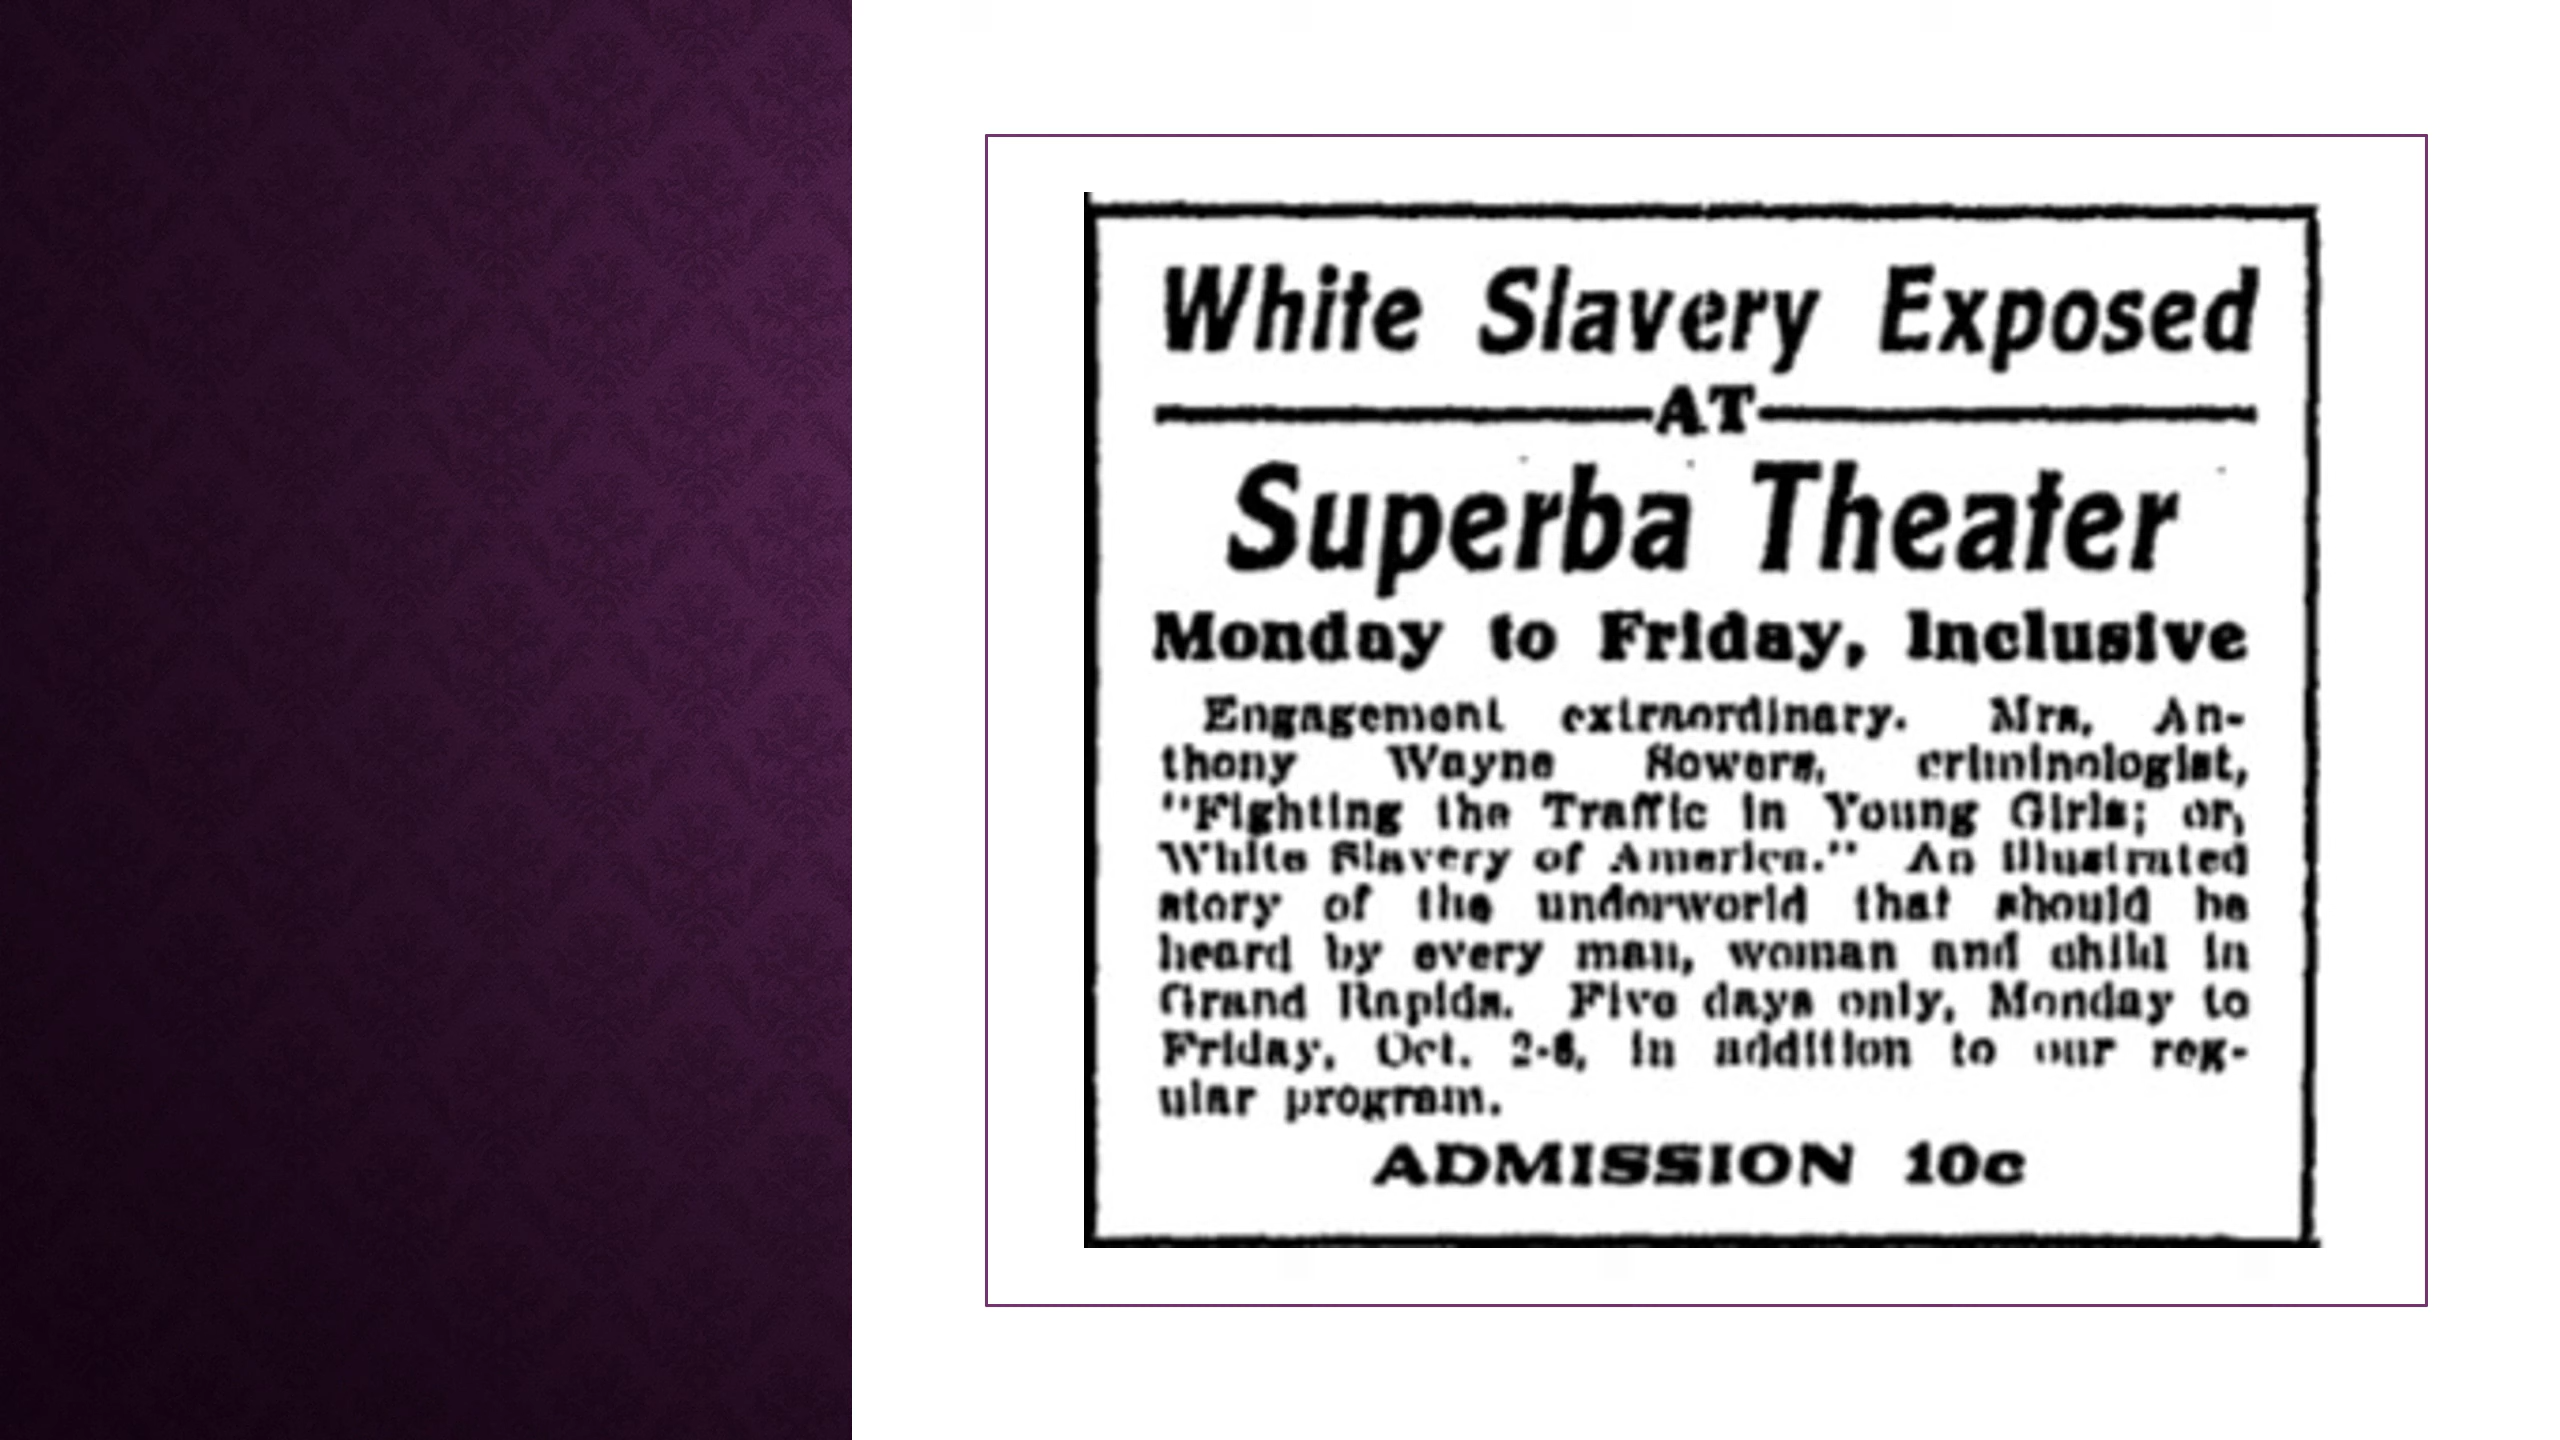 White Slavery Exposed
AT
Superba Theater
Monday to Friday, Inclusive
Engagement extraordinary. Mrs. An-
thony Wayne Sowers, criminologist,
"Fighting the Traffic in Young Girls; or,
White Slavery of America." An illustrated
story of the underworld that should be
heard by every man, woman and child in
Grand Rapids. Five days only, Monday to
Friday, Oct. 2-6, in addition to our reg-
ular program.
ADMISSION 10c